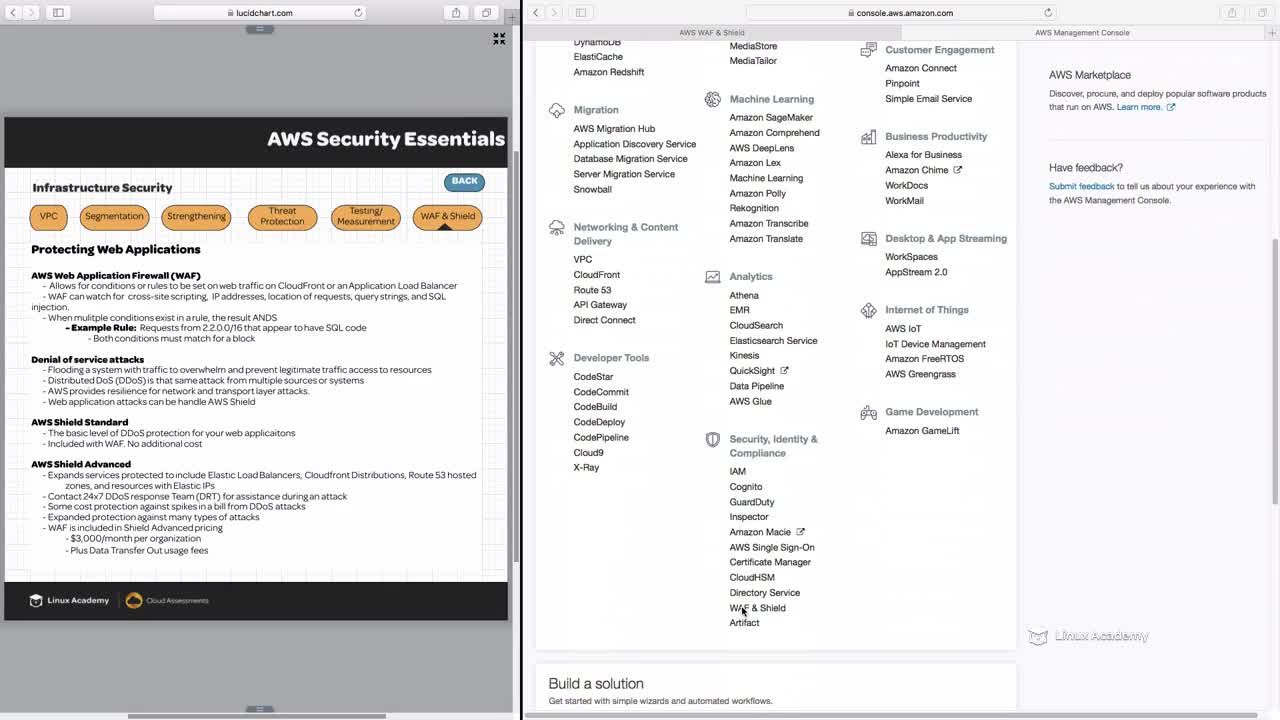 lucidchart.com
AWS Security Essentials
Infrastructure Security
BACK
VPC
Segmentation
Strengthening
Threat
Protection
Testing/
Measurement
WAF & Shield
Protecting Web Applications
AWS Web Application Firewall (WAF)
- Allows for conditions or rules to be set on web traffic on CloudFront or an Application Load Balancer
- WAF can watch for cross-site scripting, IP addresses, location of requests, query strings, and SQL
injection.
- When mulitple conditions exist in a rule, the result ANDS
- Example Rule: Requests from 2.2.0.0/16 that appear to have SQL code
- Both conditions must match for a block
Denial of service attacks
- Flooding a system with traffic to overwhelm and prevent legitimate traffic access to resources
- Distributed DoS (DDoS) is that same attack from multiple sources or systems
- AWS provides resilience for network and transport layer attacks.
- Web application attacks can be handle AWS Shield
AWS Shield Standard
- The basic level of DDoS protection for your web applicaitons
- Included with WAF. No additional cost
AWS Shield Advanced
- Expands services protected to include Elastic Load Balancers, Cloudfront Distributions, Route 53 hosted
zones, and resources with Elastic IPs
- Contact 24x7 DDoS response Team (DRT) for assistance during an attack
- Some cost protection against spikes in a bill from DDoS attacks
- Expanded protection against many types of attacks
- WAF is included in Shield Advanced pricing
- $3,000/month per organization
- Plus Data Transfer Out usage fees
Linux Academy
Cloud Assessments
console.aws.amazon.com
AWS WAF & Shield
AWS Management Console
DynamoDB
ElastiCache
Amazon Redshift
Migration
AWS Migration Hub
Application Discovery Service
Database Migration Service
Server Migration Service
Snowball
Networking & Content
Delivery
VPC
CloudFront
Route 53
API Gateway
Direct Connect
Developer Tools
CodeStar
CodeCommit
CodeBuild
CodeDeploy
CodePipeline
Cloud9
X-Ray
MediaStore
MediaTailor
Machine Learning
Amazon SageMaker
Amazon Comprehend
AWS DeepLens
Amazon Lex
Machine Learning
Amazon Polly
Rekognition
Amazon Transcribe
Amazon Translate
Analytics
Athena
EMR
CloudSearch
Elasticsearch Service
Kinesis
QuickSight
Data Pipeline
AWS Glue
Security, Identity &
Compliance
IAM
Cognito
GuardDuty
Inspector
Amazon Macie
AWS Single Sign-On
Certificate Manager
CloudHSM
Directory Service
WAF & Shield
Artifact
Customer Engagement
Amazon Connect
Pinpoint
Simple Email Service
Business Productivity
Alexa for Business
Amazon Chime
WorkDocs
WorkMail
Desktop & App Streaming
WorkSpaces
AppStream 2.0
Internet of Things
AWS IoT
IoT Device Management
Amazon FreeRTOS
AWS Greengrass
Game Development
Amazon GameLift
AWS Marketplace
Discover, procure, and deploy popular software products
that run on AWS. Learn more.
Have feedback?
Submit feedback to tell us about your experience with
the AWS Management Console.
Linux Academy
Build a solution
Get started with simple wizards and automated workflows.